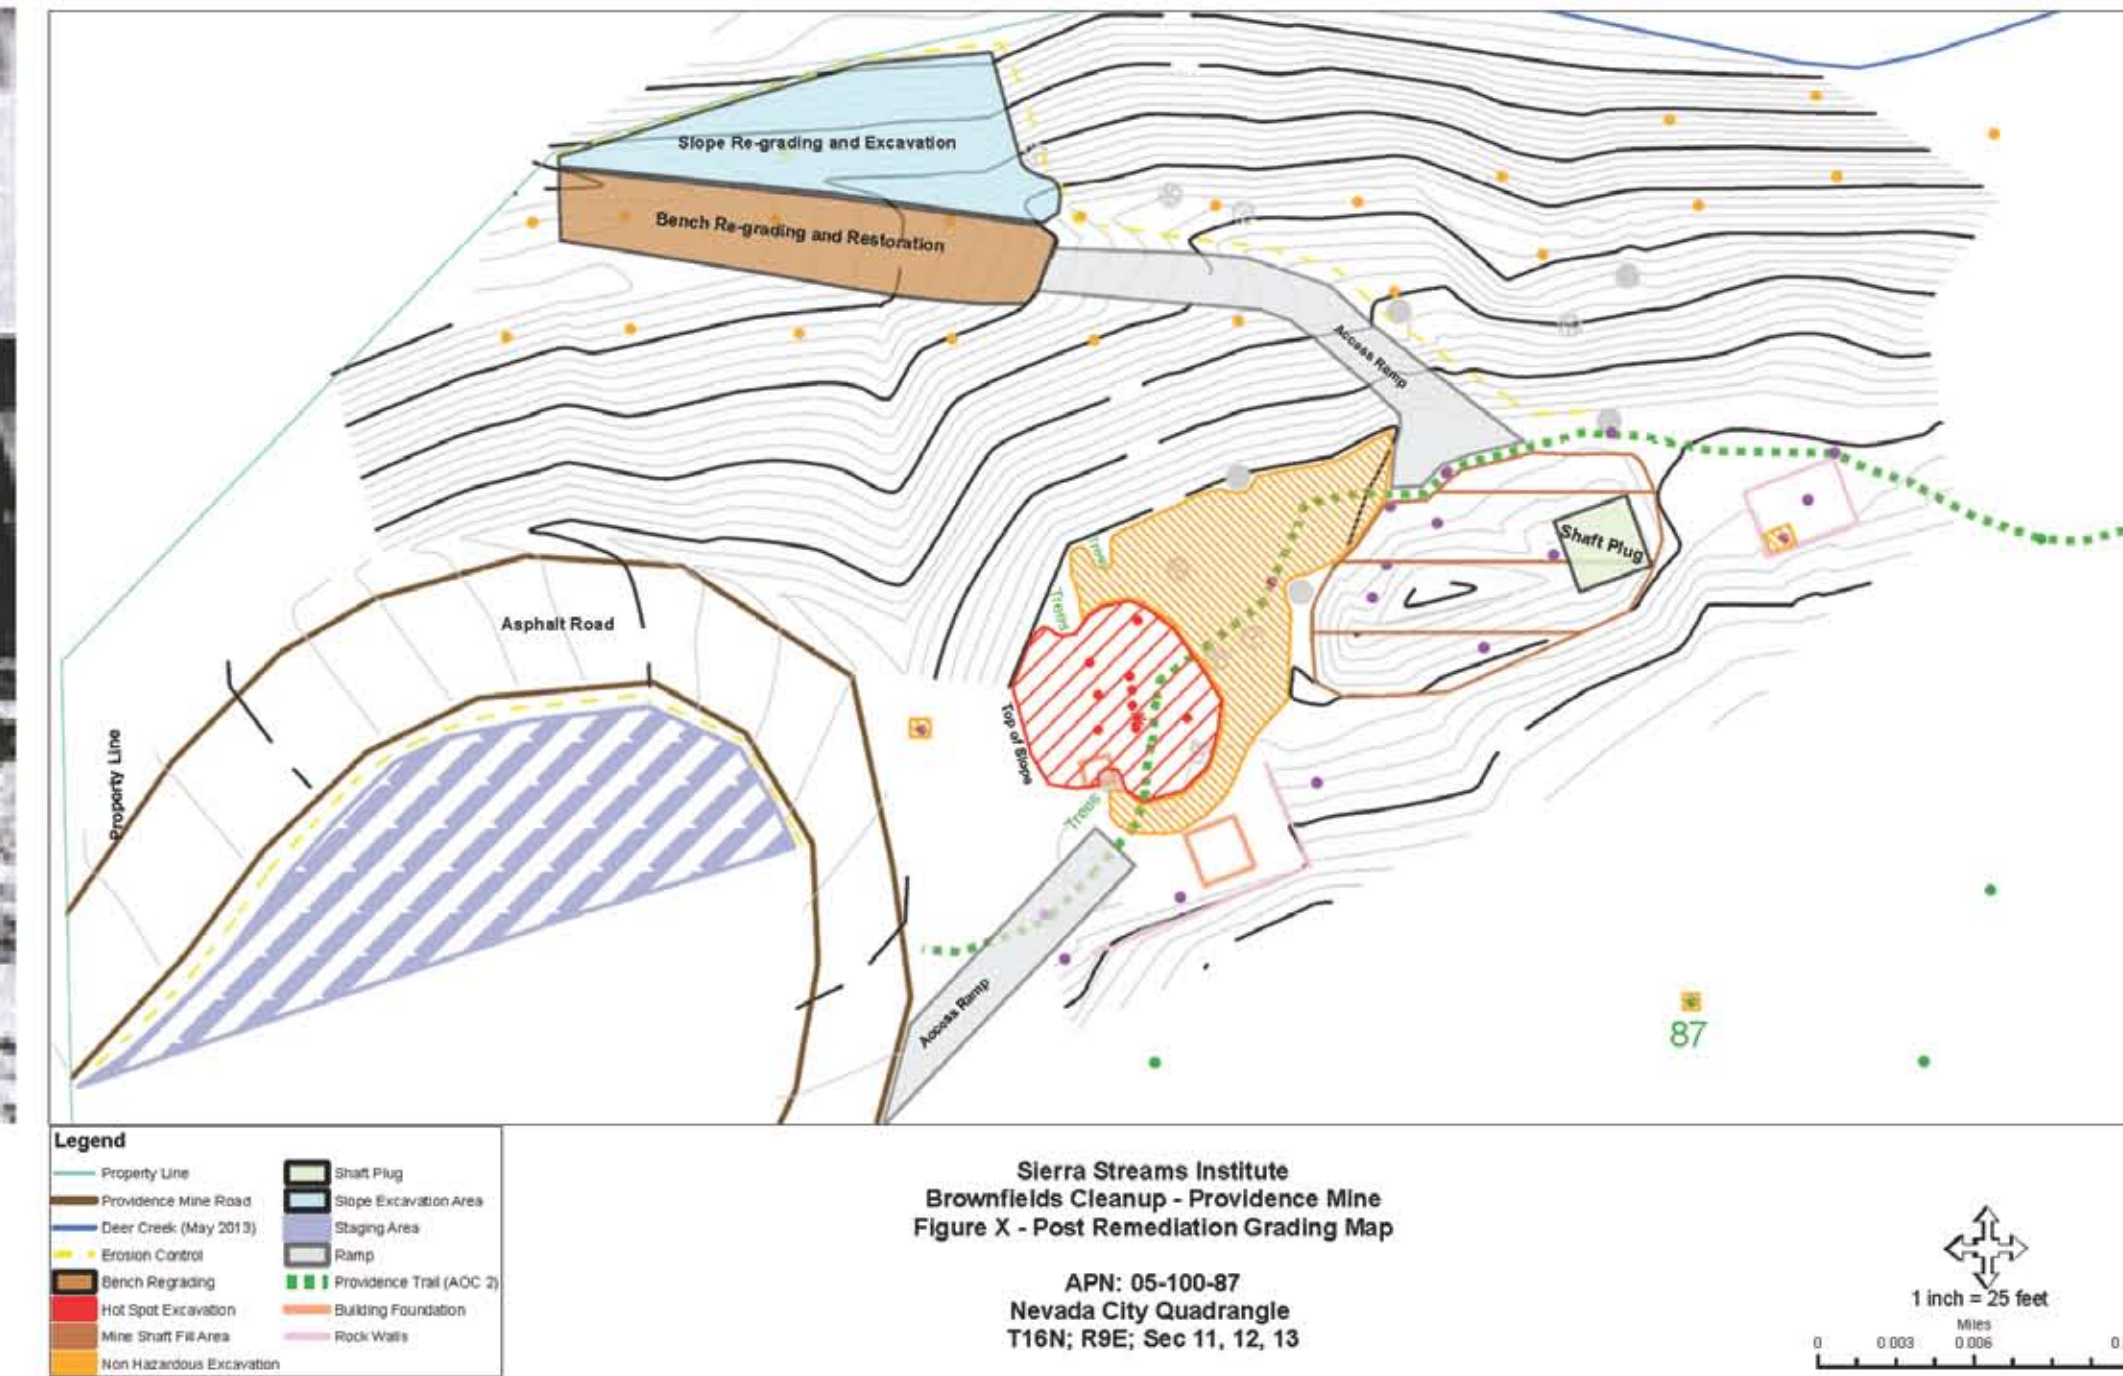 Slope Re-grading and Excavation
Bench Re-grading and Restoration
Access Ramp
Shaft Plug
Trees
Trees
Asphalt Road
Top of Slope
Property Line
Trees
Access Ramp
87
Legend
Property Line
Providence Mine Road
Deer Creek (May 2013)
Erosion Control
Bench Regrading
Hot Spot Excavation
Mine Shaft Fill Area
Non Hazardous Excavation
Shaft Plug
Slope Excavation Area
Staging Area
Ramp
Providence Trail (AOC 2)
Building Foundation
Rock Walls
Sierra Streams Institute
Brownfields Cleanup - Providence Mine
Figure X - Post Remediation Grading Map
APN: 05-100-87
Nevada City Quadrangle
T16N; R9E; Sec 11, 12, 13
1 inch = 25 feet
Miles
0 0.003 0.006